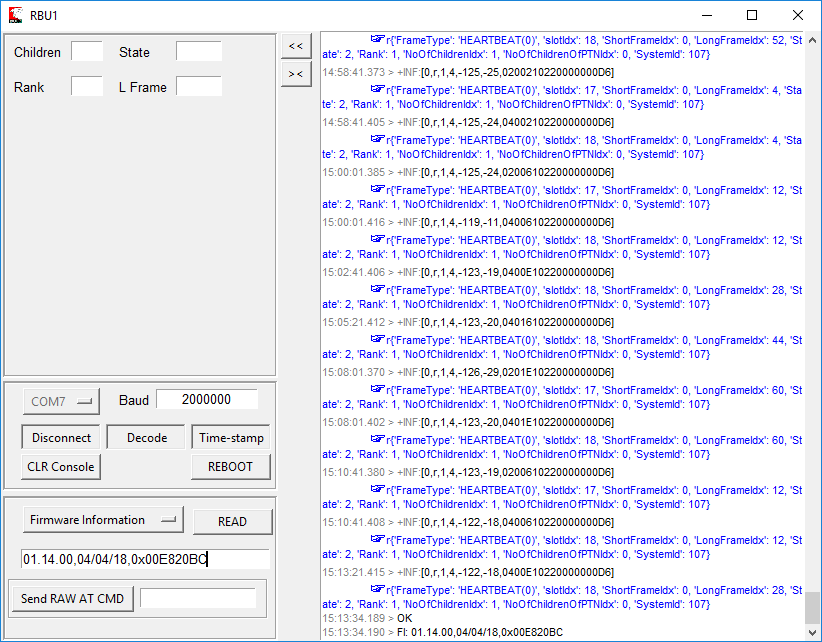 RBU1
Children
State
Rank
L Frame
<<
><
COM7
Baud
2000000
Disconnect
Decode
Time-stamp
CLR Console
REBOOT
Firmware Information
READ
01.14.00,04/04/18,0x00E820BC
Send RAW AT CMD
r{'FrameType': 'HEARTBEAT(0)', 'slotIdx': 18, 'ShortFrameIdx': 0, 'LongFrameIdx': 52, 'St
ate': 2, 'Rank': 1, 'NoOfChildrenIdx': 1, 'NoOfChildrenOfPTNIdx': 0, 'SystemId': 107}
14:58:41.373 > +INF:[0,r,1,4,-125,-25,0200210220000000D6]
r{'FrameType': 'HEARTBEAT(0)', 'slotIdx': 17, 'ShortFrameIdx': 0, 'LongFrameIdx': 4, 'Sta
te': 2, 'Rank': 1, 'NoOfChildrenIdx': 1, 'NoOfChildrenOfPTNIdx': 0, 'SystemId': 107}
14:58:41.405 > +INF:[0,r,1,4,-125,-24,0400210220000000D6]
r{'FrameType': 'HEARTBEAT(0)', 'slotIdx': 18, 'ShortFrameIdx': 0, 'LongFrameIdx': 4, 'Sta
te': 2, 'Rank': 1, 'NoOfChildrenIdx': 1, 'NoOfChildrenOfPTNIdx': 0, 'SystemId': 107}
15:00:01.385 > +INF:[0,r,1,4,-125,-24,0200610220000000D6]
r{'FrameType': 'HEARTBEAT(0)', 'slotIdx': 17, 'ShortFrameIdx': 0, 'LongFrameIdx': 12, 'St
ate': 2, 'Rank': 1, 'NoOfChildrenIdx': 1, 'NoOfChildrenOfPTNIdx': 0, 'SystemId': 107}
15:00:01.416 > +INF:[0,r,1,4,-119,-11,0400610220000000D6]
r{'FrameType': 'HEARTBEAT(0)', 'slotIdx': 18, 'ShortFrameIdx': 0, 'LongFrameIdx': 12, 'St
ate': 2, 'Rank': 1, 'NoOfChildrenIdx': 1, 'NoOfChildrenOfPTNIdx': 0, 'SystemId': 107}
15:02:41.406 > +INF:[0,r,1,4,-123,-19,0400E10220000000D6]
r{'FrameType': 'HEARTBEAT(0)', 'slotIdx': 18, 'ShortFrameIdx': 0, 'LongFrameIdx': 28, 'St
ate': 2, 'Rank': 1, 'NoOfChildrenIdx': 1, 'NoOfChildrenOfPTNIdx': 0, 'SystemId': 107}
15:05:21.412 > +INF:[0,r,1,4,-123,-20,0401610220000000D6]
r{'FrameType': 'HEARTBEAT(0)', 'slotIdx': 18, 'ShortFrameIdx': 0, 'LongFrameIdx': 44, 'St
ate': 2, 'Rank': 1, 'NoOfChildrenIdx': 1, 'NoOfChildrenOfPTNIdx': 0, 'SystemId': 107}
15:08:01.370 > +INF:[0,r,1,4,-126,-29,0201E10220000000D6]
r{'FrameType': 'HEARTBEAT(0)', 'slotIdx': 17, 'ShortFrameIdx': 0, 'LongFrameIdx': 60, 'St
ate': 2, 'Rank': 1, 'NoOfChildrenIdx': 1, 'NoOfChildrenOfPTNIdx': 0, 'SystemId': 107}
15:08:01.402 > +INF:[0,r,1,4,-123,-20,0401E10220000000D6]
r{'FrameType': 'HEARTBEAT(0)', 'slotIdx': 18, 'ShortFrameIdx': 0, 'LongFrameIdx': 60, 'St
ate': 2, 'Rank': 1, 'NoOfChildrenIdx': 1, 'NoOfChildrenOfPTNIdx': 0, 'SystemId': 107}
15:10:41.380 > +INF:[0,r,1,4,-123,-19,0200610220000000D6]
r{'FrameType': 'HEARTBEAT(0)', 'slotIdx': 17, 'ShortFrameIdx': 0, 'LongFrameIdx': 12, 'St
ate': 2, 'Rank': 1, 'NoOfChildrenIdx': 1, 'NoOfChildrenOfPTNIdx': 0, 'SystemId': 107}
15:10:41.408 > +INF:[0,r,1,4,-122,-18,0400610220000000D6]
r{'FrameType': 'HEARTBEAT(0)', 'slotIdx': 18, 'ShortFrameIdx': 0, 'LongFrameIdx': 12, 'St
ate': 2, 'Rank': 1, 'NoOfChildrenIdx': 1, 'NoOfChildrenOfPTNIdx': 0, 'SystemId': 107}
15:13:21.415 > +INF:[0,r,1,4,-122,-18,0400E10220000000D6]
r{'FrameType': 'HEARTBEAT(0)', 'slotIdx': 18, 'ShortFrameIdx': 0, 'LongFrameIdx': 28, 'St
ate': 2, 'Rank': 1, 'NoOfChildrenIdx': 1, 'NoOfChildrenOfPTNIdx': 0, 'SystemId': 107}
15:13:34.189 > OK
15:13:34.190 > FI: 01.14.00,04/04/18,0x00E820BC